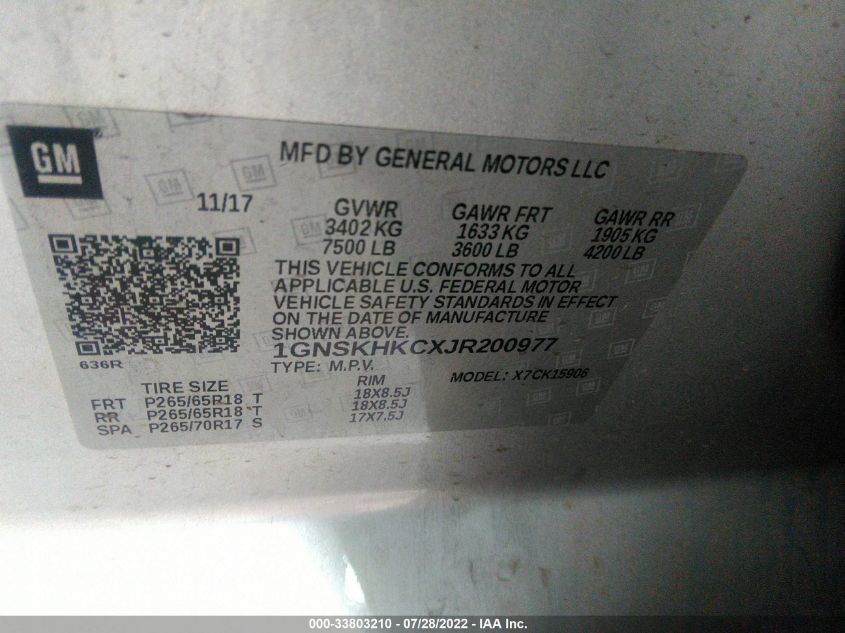 GM
MFD BY GENERAL MOTORS LLC
11/17 GVWR GAWR FRT GAWR RR
3402 KG 1633 KG 1905 KG
7500 LB 3600 LB 4200 LB
THIS VEHICLE CONFORMS TO ALL
APPLICABLE U.S. FEDERAL MOTOR
VEHICLE SAFETY STANDARDS IN EFFECT
ON THE DATE OF MANUFACTURE
SHOWN ABOVE.
1GNSKHKCXJR200977
636R TYPE: M.P.V. MODEL: X7CK15906
TIRE SIZE RIM
FRT P265/65R18 T 18X8.5J
RR P265/65R18 T 18X8.5J
SPA P265/70R17 S 17X7.5J
000-33803210 - 07/28/2022 - IAA Inc.